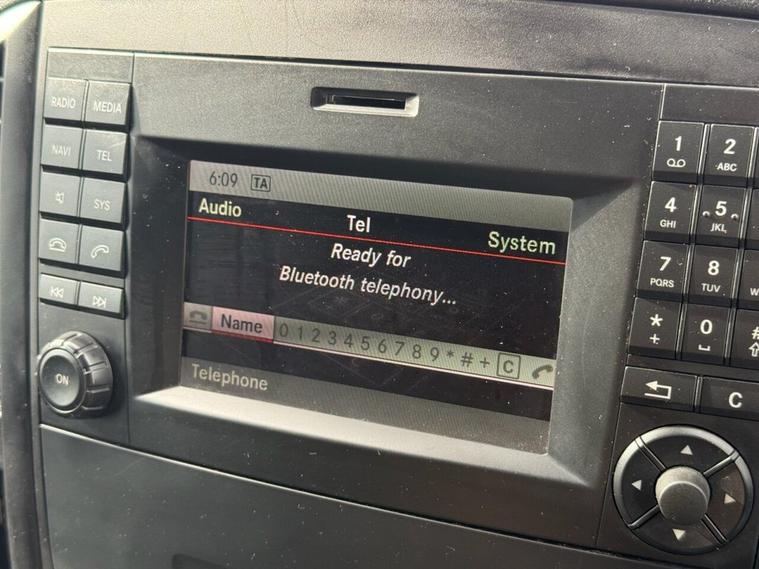 RADIO MEDIA
NAVI TEL
SYS
ON
6:09 TA
Audio Tel System
Ready for
Bluetooth telephony...
Name 0 1 2 3 4 5 6 7 8 9 * # + C
Telephone
1 2
ABC
4 5
GHI JKL
7 8
PQRS TUV W
* 0 #
+
C